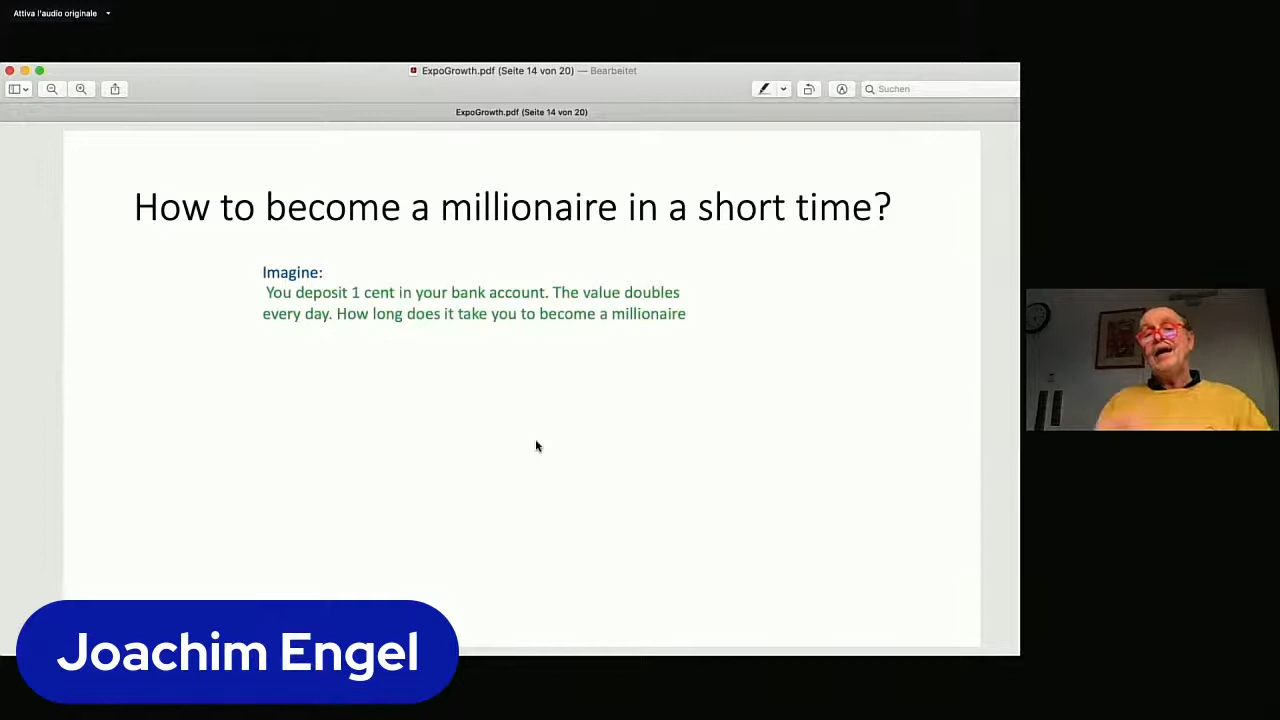 Attiva l'audio originale
ExpoGrowth.pdf (Seite 14 von 20) — Bearbeitet
Suchen
ExpoGrowth.pdf (Seite 14 von 20)
How to become a millionaire in a short time?
Imagine:
You deposit 1 cent in your bank account. The value doubles
every day. How long does it take you to become a millionaire
Joachim Engel